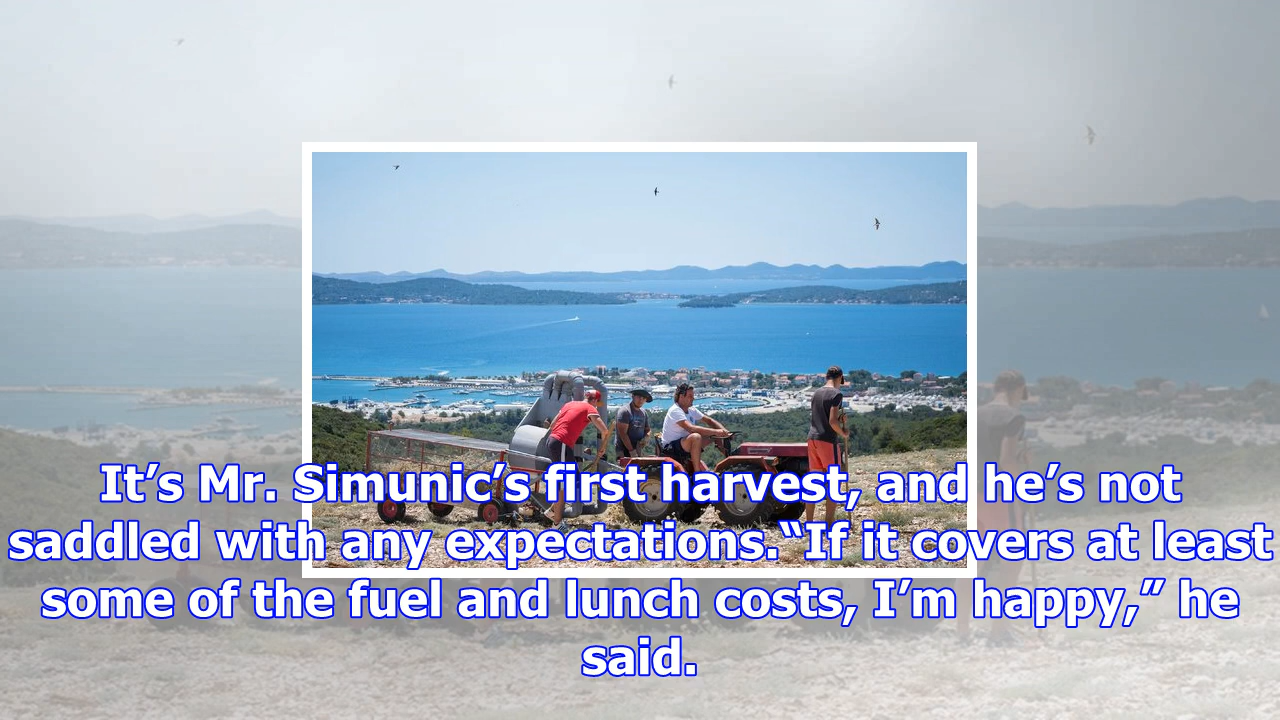 It’s Mr. Simunic’s first harvest, and he’s not
saddled with any expectations.“If it covers at least
some of the fuel and lunch costs, I’m happy,” he
said.